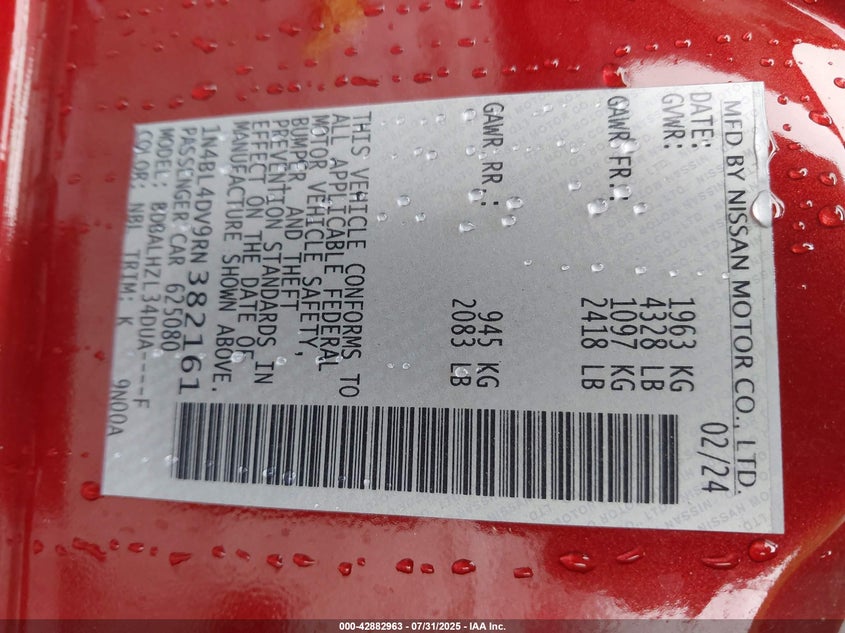 MFD BY NISSAN MOTOR CO., LTD.
DATE: 02/24
GVWR: 1963 KG
4328 LB
GAWR FR.: 1097 KG
2418 LB
GAWR RR.: 945 KG
2083 LB
THIS VEHICLE CONFORMS TO
ALL APPLICABLE FEDERAL
MOTOR VEHICLE SAFETY,
BUMPER AND THEFT
PREVENTION STANDARDS IN
EFFECT ON THE DATE OF
MANUFACTURE SHOWN ABOVE.
1N4BL4DV9RN382161
PASSENGER CAR 625080
MODEL: BDBALHZL34DUA----F
COLOR: NBL TRIM: K 9N00A
000-42882963 - 07/31/2025 - IAA Inc.